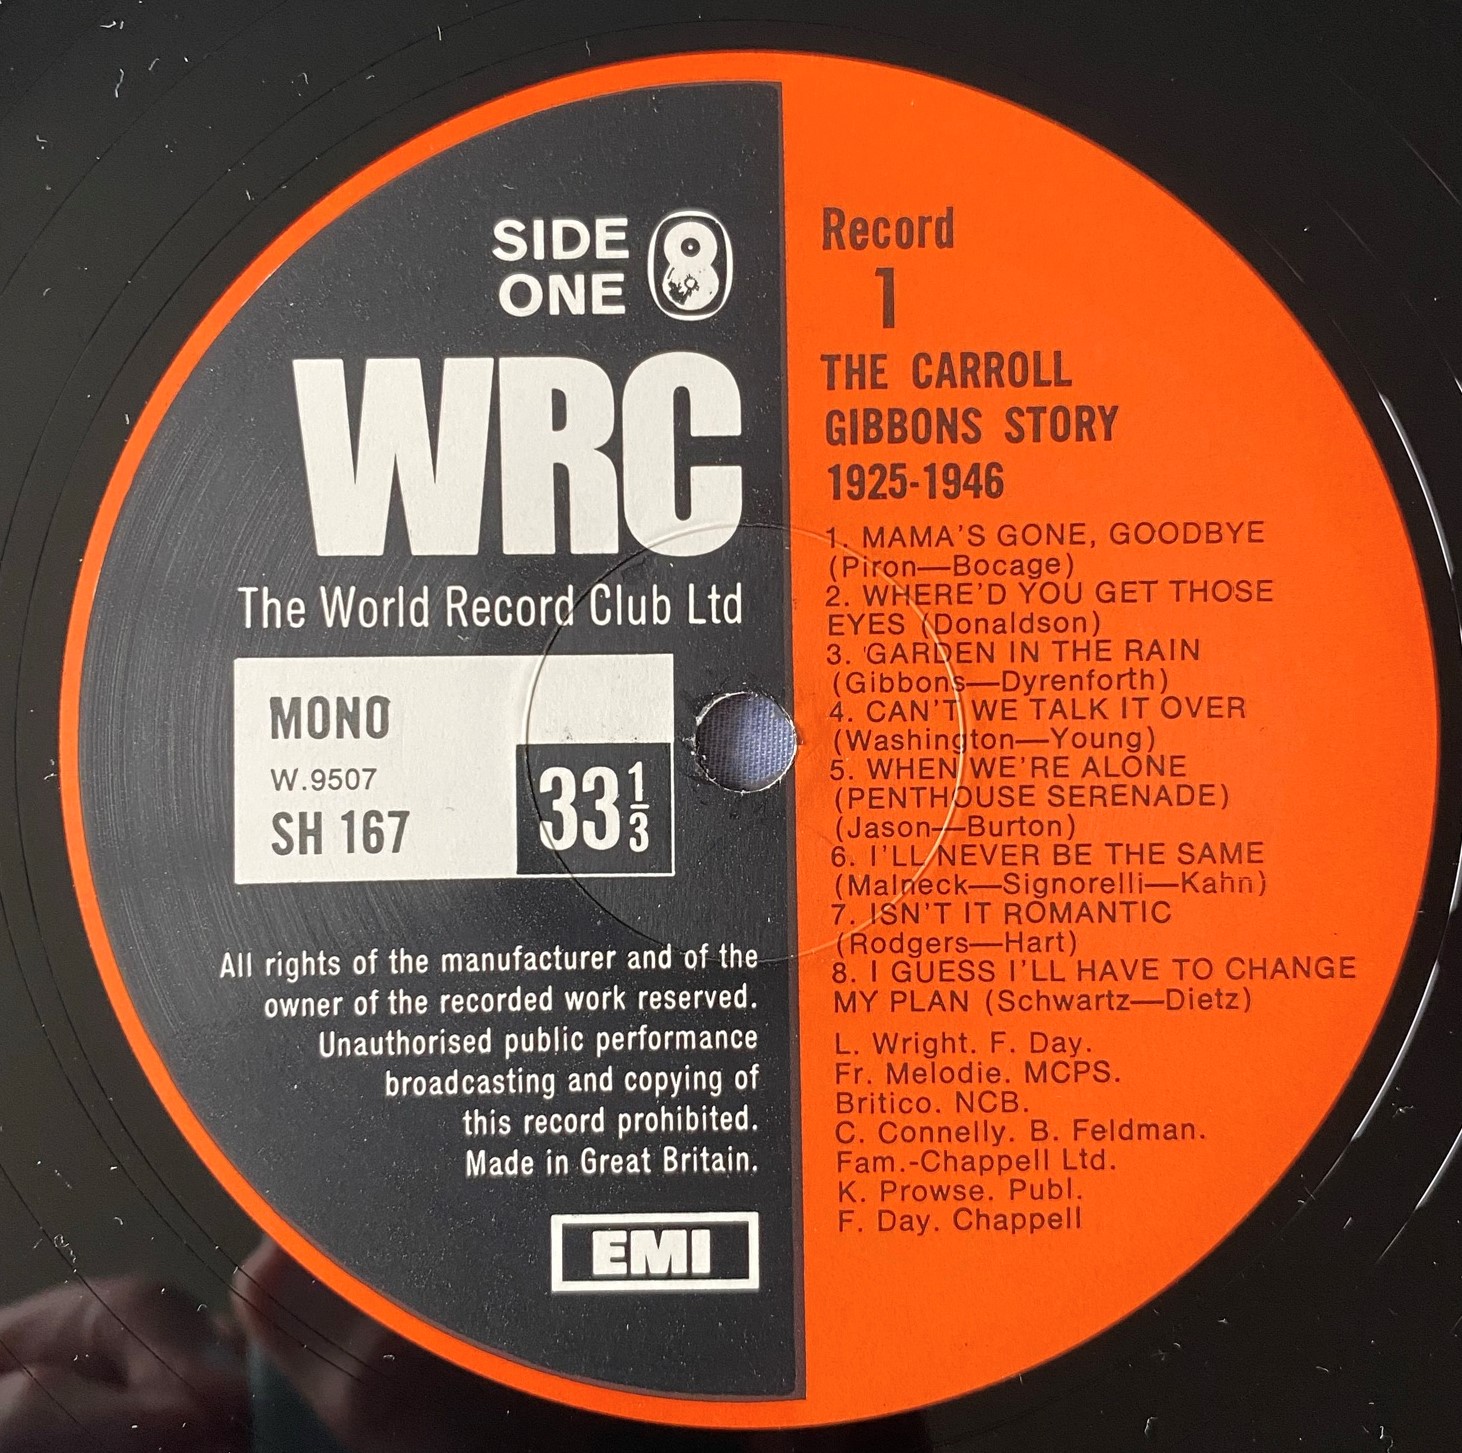 SIDE
ONE
WRC
The World Record Club Ltd
MONO
W.9507
SH 167
33 1/3
All rights of the manufacturer and of the
owner of the recorded work reserved.
Unauthorised public performance
broadcasting and copying of
this record prohibited.
Made in Great Britain.
EMI
Record
1
THE CARROLL
GIBBONS STORY
1925-1946
1. MAMA'S GONE, GOODBYE
(Piron—Bocage)
2. WHERE'D YOU GET THOSE
EYES (Donaldson)
3. 'GARDEN IN THE RAIN
(Gibbons—Dyrenforth)
4. CAN'T WE TALK IT OVER
(Washington—Young)
5. WHEN WE'RE ALONE
(PENTHOUSE SERENADE)
(Jason—Burton)
6. I'LL NEVER BE THE SAME
(Malneck—Signorelli—Kahn)
7. ISN'T IT ROMANTIC
(Rodgers—Hart)
8. I GUESS I'LL HAVE TO CHANGE
MY PLAN (Schwartz—Dietz)
L. Wright. F. Day.
Fr. Melodie. MCPS.
Britico. NCB.
C. Connelly. B. Feldman.
Fam.-Chappell Ltd.
K. Prowse. Publ.
F. Day. Chappell